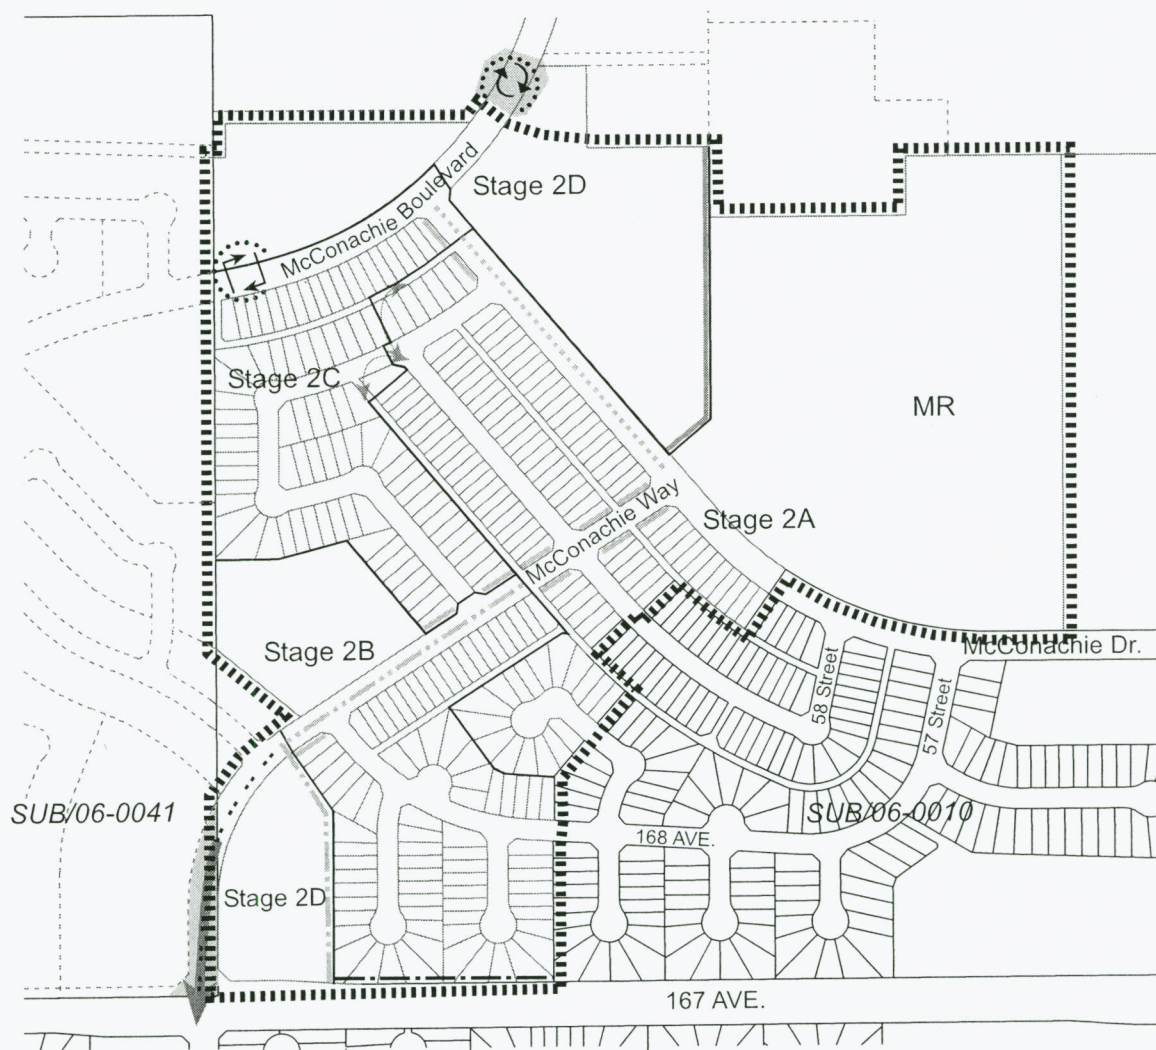 Stage 2D
McConachie Boulevard
Stage 2C
MR
McConachie Way
Stage 2A
Stage 2B
McConachie Dr.
58 Street
57 Street
SUB/06-0041
SUB/06-0010
168 AVE.
Stage 2D
167 AVE.